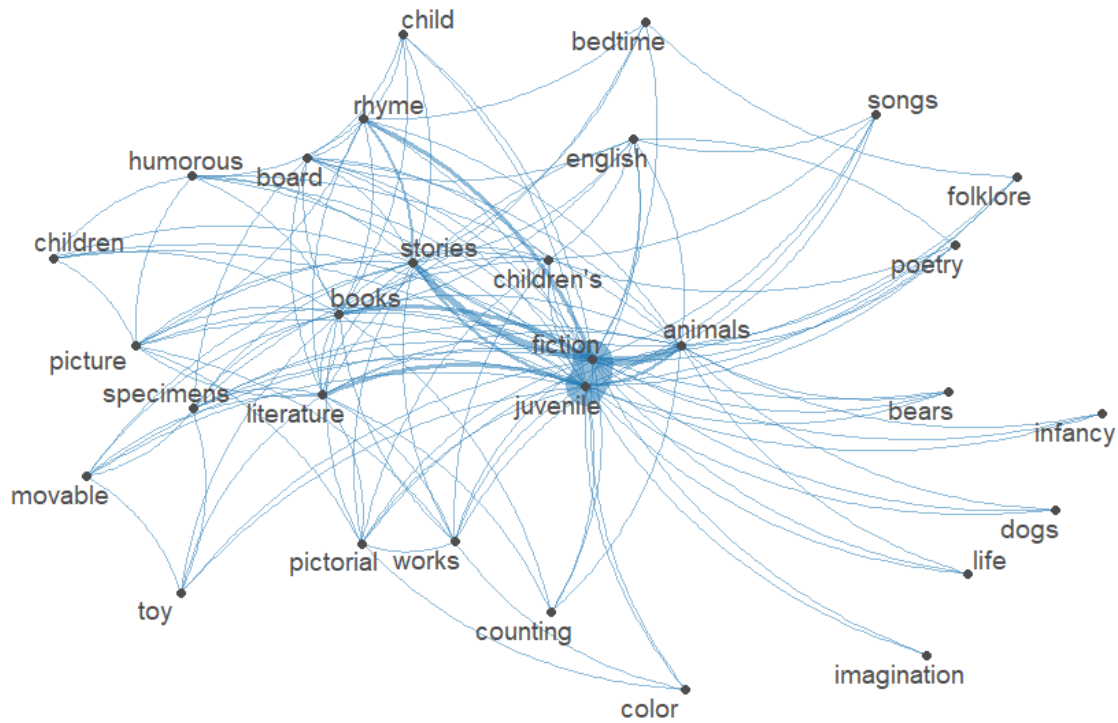 child
bedtime
rhyme
songs
humorous
board
english
folklore
children
stories
children's
poetry
books
animals
fiction
picture
specimens
literature
juvenile
bears
infancy
movable
dogs
pictorial
works
life
toy
counting
imagination
color